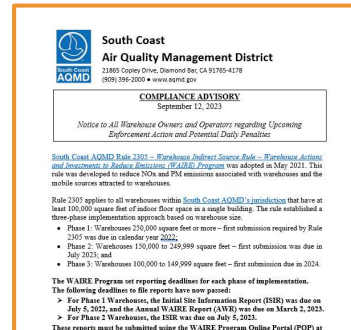 South Coast
Air Quality Management District
21865 Copley Drive, Diamond Bar, CA 91765-4178
(909) 396-2000 ● www.aqmd.gov
South Coast
AQMD
COMPLIANCE ADVISORY
September 12, 2023
Notice to All Warehouse Owners and Operators regarding Upcoming
Enforcement Action and Potential Daily Penalties
South Coast AQMD Rule 2305 – Warehouse Indirect Source Rule – Warehouse Actions
and Investments to Reduce Emissions (WAIRE) Program was adopted in May 2021. This
rule was developed to reduce NOx and PM emissions associated with warehouses and the
mobile sources attracted to warehouses.
Rule 2305 applies to all warehouses within South Coast AQMD's jurisdiction that have at
least 100,000 square feet of indoor floor space in a single building. The rule established a
three-phase implementation approach based on warehouse size.
• Phase 1: Warehouses 250,000 square feet or more – first submission required by Rule
2305 was due in calendar year 2022;
• Phase 2: Warehouses 150,000 to 249,999 square feet – first submission was due in
July 2023; and
• Phase 3: Warehouses 100,000 to 149,999 square feet – first submission due in 2024.
The WAIRE Program set reporting deadlines for each phase of implementation.
The following deadlines to file reports have now passed:
➢ For Phase 1 Warehouses, the Initial Site Information Report (ISIR) was due on
July 5, 2022, and the Annual WAIRE Report (AWR) was due on March 2, 2023.
➢ For Phase 2 Warehouses, the ISIR was due on July 5, 2023.
These reports must be submitted using the WAIRE Program Online Portal (POP) at